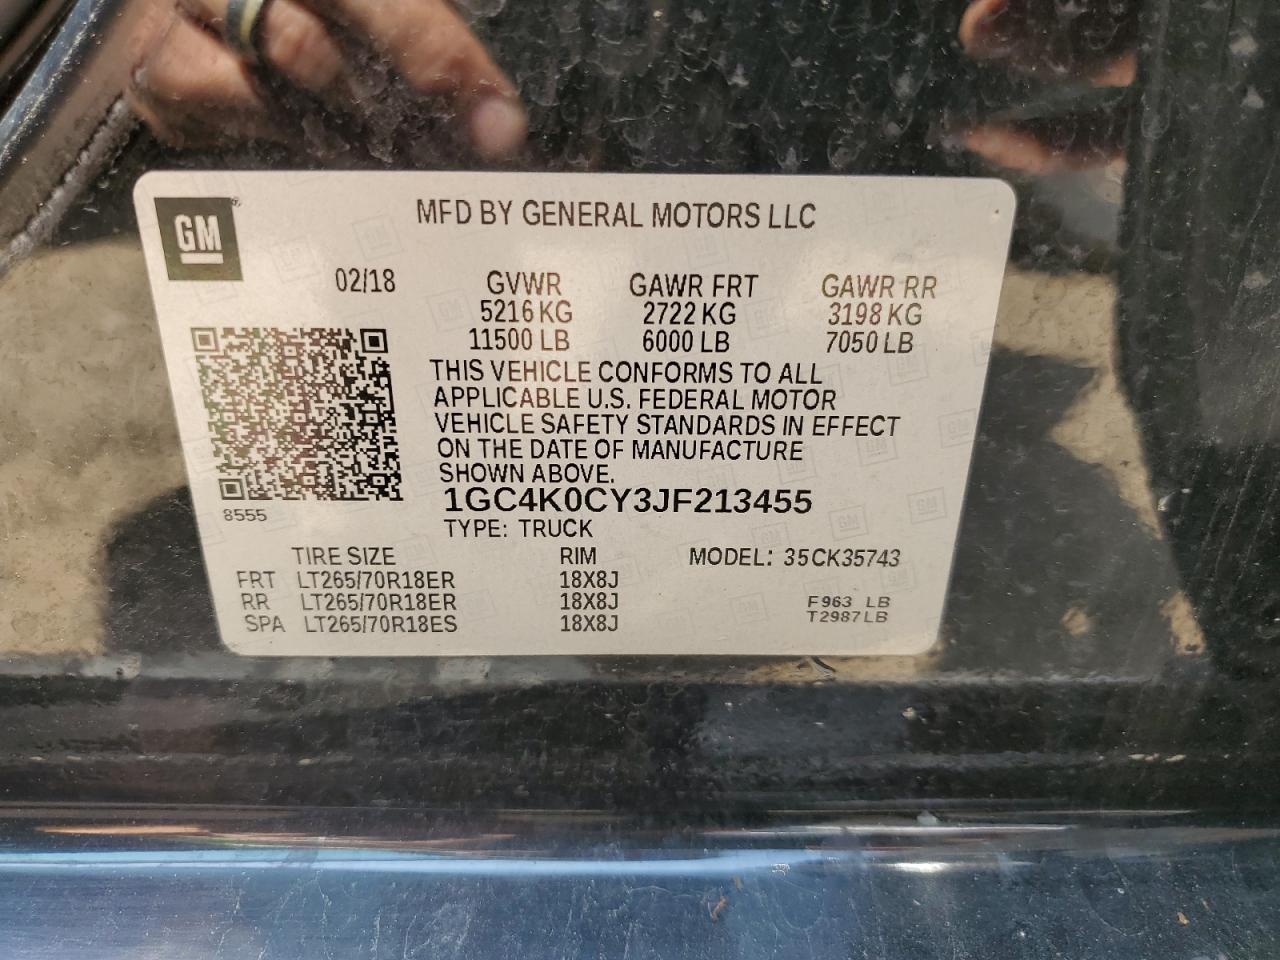 GM
MFD BY GENERAL MOTORS LLC
02/18 GVWR GAWR FRT GAWR RR
5216 KG 2722 KG 3198 KG
11500 LB 6000 LB 7050 LB
THIS VEHICLE CONFORMS TO ALL
APPLICABLE U.S. FEDERAL MOTOR
VEHICLE SAFETY STANDARDS IN EFFECT
ON THE DATE OF MANUFACTURE
SHOWN ABOVE.
1GC4K0CY3JF213455
8555
TYPE: TRUCK
TIRE SIZE RIM MODEL: 35CK35743
FRT LT265/70R18ER 18X8J
RR LT265/70R18ER 18X8J F963 LB
SPA LT265/70R18ES 18X8J T2987LB